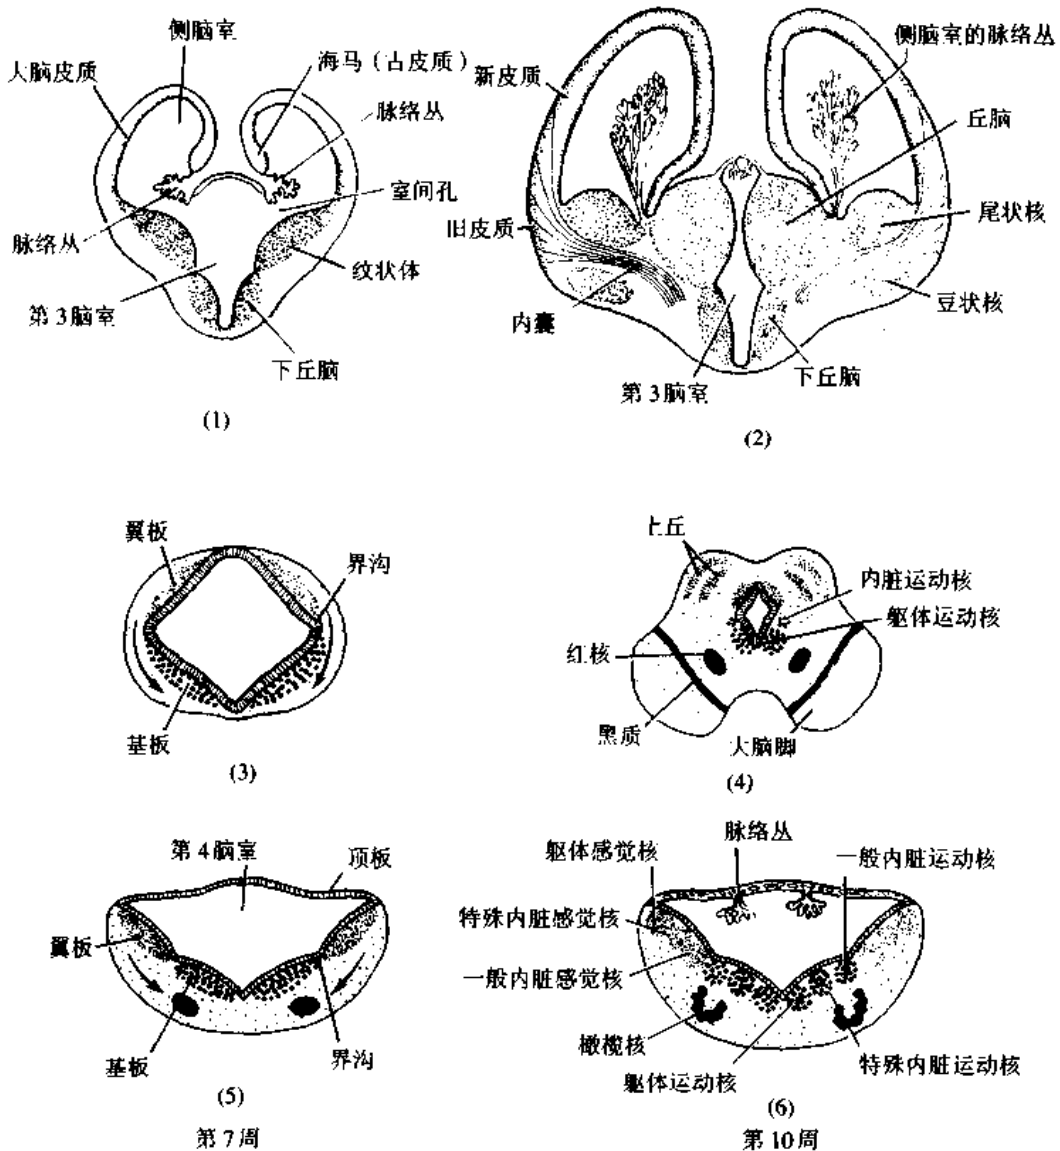 侧脑室
大脑皮质
海马(古皮质)
脉络丛
室间孔
脉络丛
纹状体
第3脑室
下丘脑
(1)
侧脑室的脉络丛
新皮质
丘脑
尾状核
旧皮质
豆状核
内囊
下丘脑
第3脑室
(2)
翼板
界沟
基板
(3)
上丘
内脏运动核
躯体运动核
红核
黑质
大脑脚
(4)
第4脑室
顶板
翼板
基板
界沟
(5)
第7周
脉络丛
躯体感觉核
一般内脏运动核
特殊内脏感觉核
一般内脏感觉核
橄榄核
躯体运动核
特殊内脏运动核
(6)
第10周